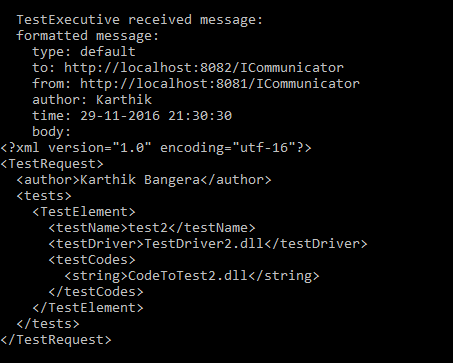 TestExecutive received message:
formatted message:
type: default
to: http://localhost:8082/ICommunicator
from: http://localhost:8081/ICommunicator
author: Karthik
time: 29-11-2016 21:30:30
body:
<?xml version="1.0" encoding="utf-16"?>
<TestRequest>
<author>Karthik Bangera</author>
<tests>
<TestElement>
<testName>test2</testName>
<testDriver>TestDriver2.dll</testDriver>
<testCodes>
<string>CodeToTest2.dll</string>
</testCodes>
</TestElement>
</tests>
</TestRequest>